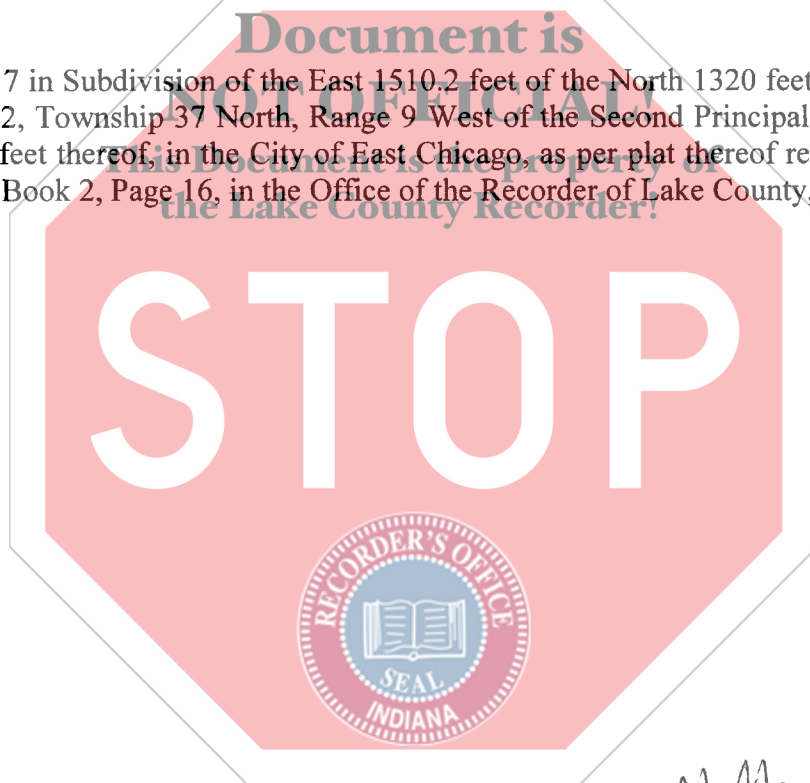 Document is
7 in Subdivision of the East 1510.2 feet of the North 1320 feet
NOT OFFICIAL!
2, Township 37 North, Range 9 West of the Second Principal
This Document is the property of
feet thereof, in the City of East Chicago, as per plat thereof re
the Lake County Recorder!
Book 2, Page 16, in the Office of the Recorder of Lake County,
STOP
RECORDER'S OFFICE
SEAL
INDIANA